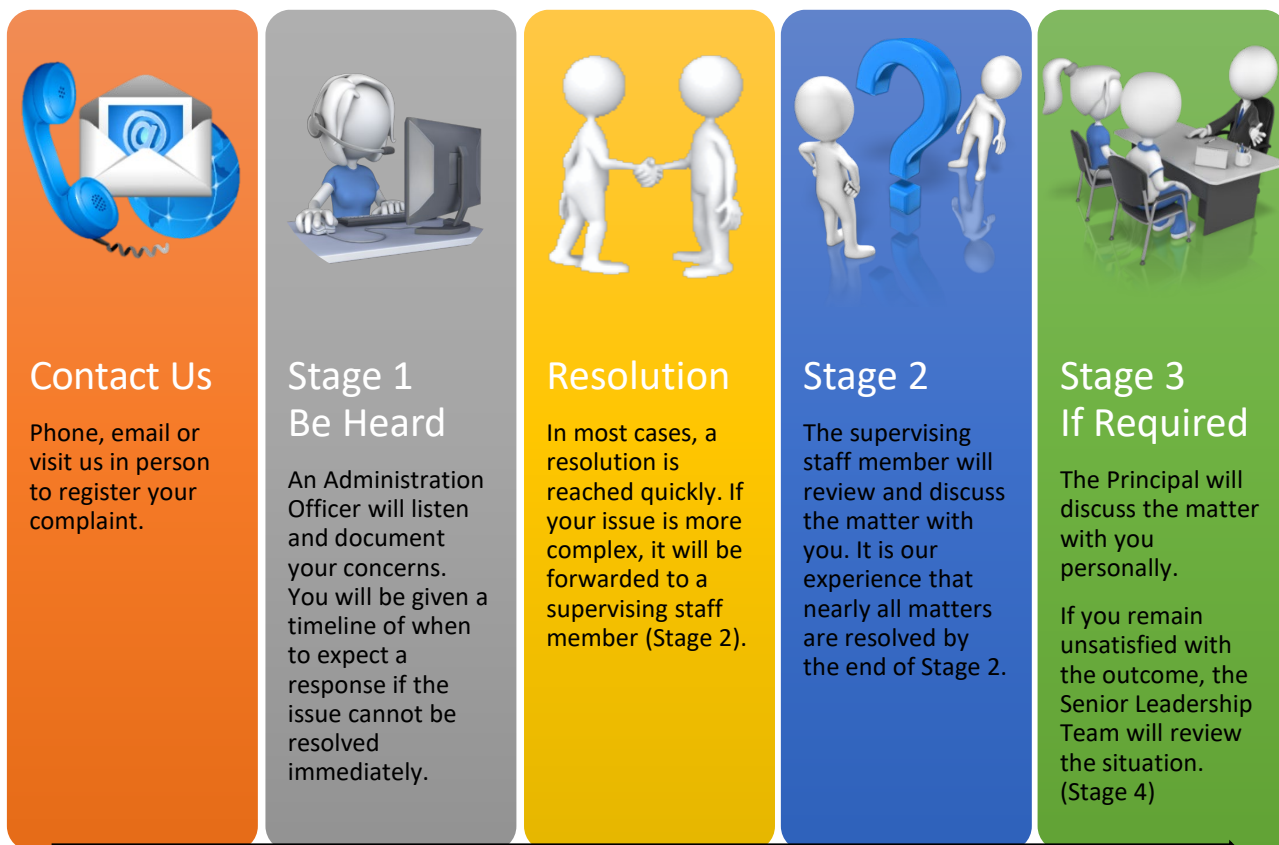 Contact Us
Phone, email or
visit us in person
to register your
complaint.
Stage 1
Be Heard
An Administration
Officer will listen
and document
your concerns.
You will be given a
timeline of when
to expect a
response if the
issue cannot be
resolved
immediately.
Resolution
In most cases, a
resolution is
reached quickly. If
your issue is more
complex, it will be
forwarded to a
supervising staff
member (Stage 2).
Stage 2
The supervising
staff member will
review and discuss
the matter with
you. It is our
experience that
nearly all matters
are resolved by
the end of Stage 2.
Stage 3
If Required
The Principal will
discuss the matter
with you
personally.
If you remain
unsatisfied with
the outcome, the
Senior Leadership
Team will review
the situation.
(Stage 4)